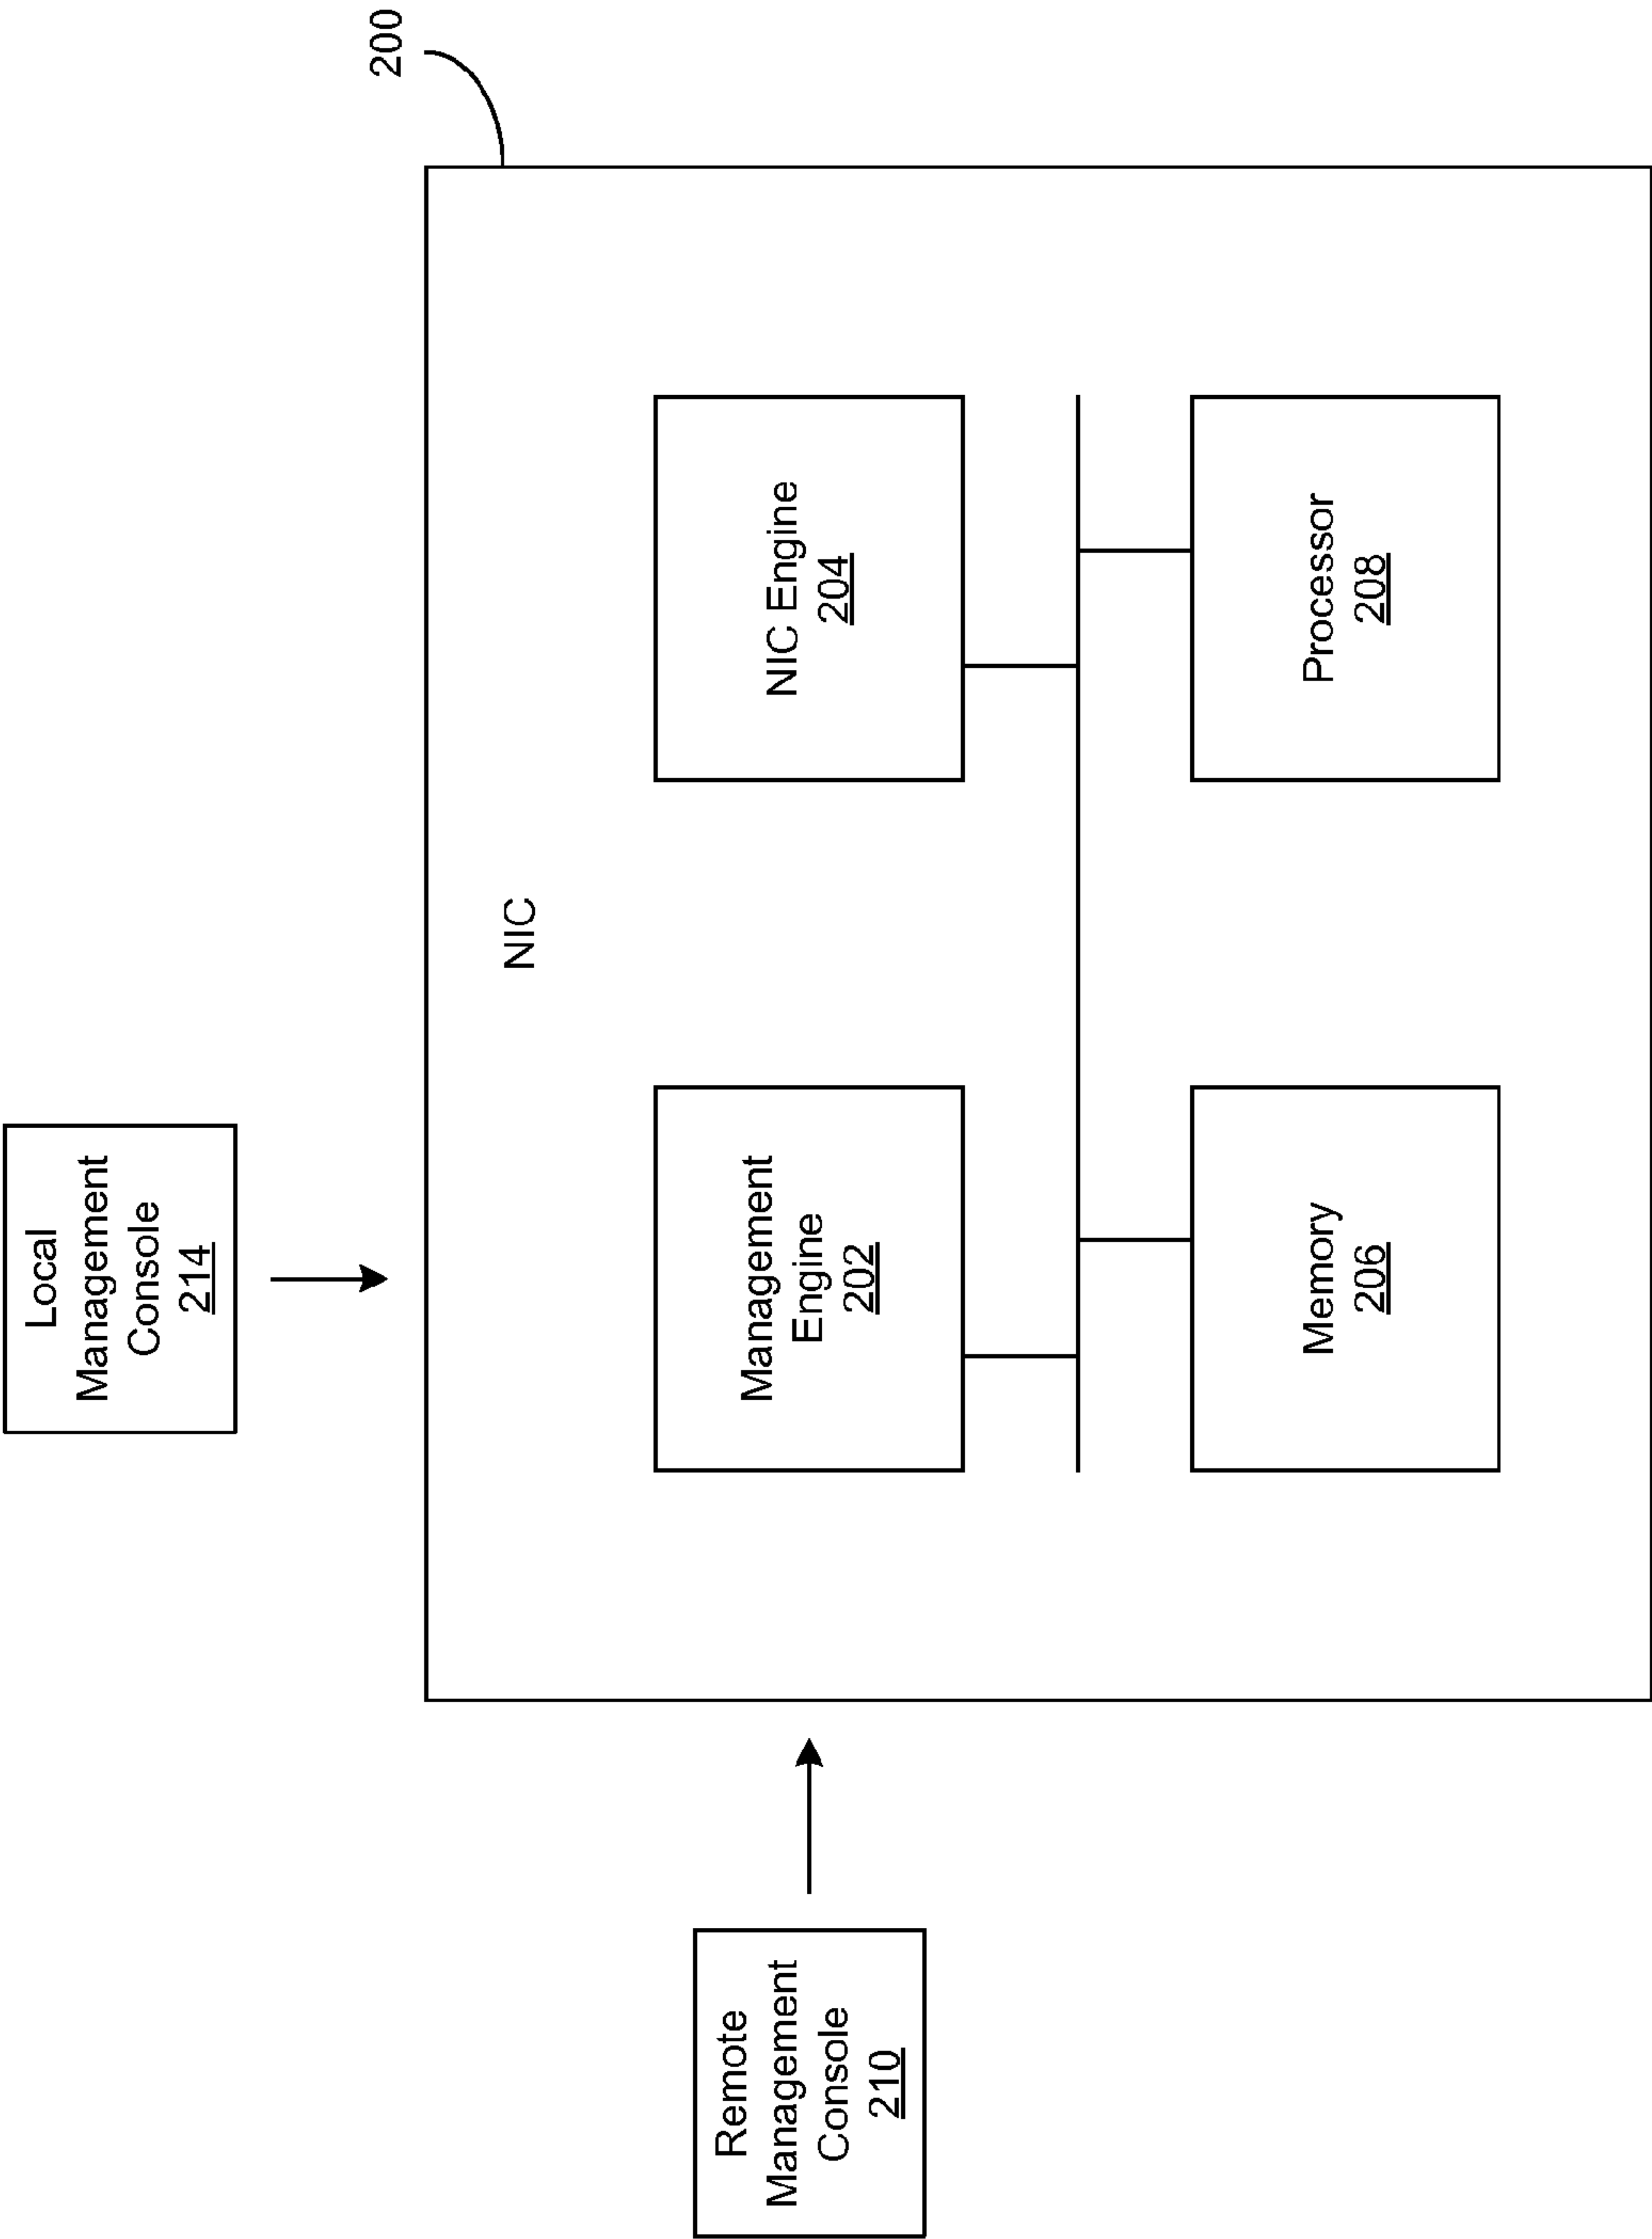 200
Local
Management
Console
214
NIC
Management
Engine
202
NIC Engine
204
Remote
Management
Console
210
Memory
206
Processor
208